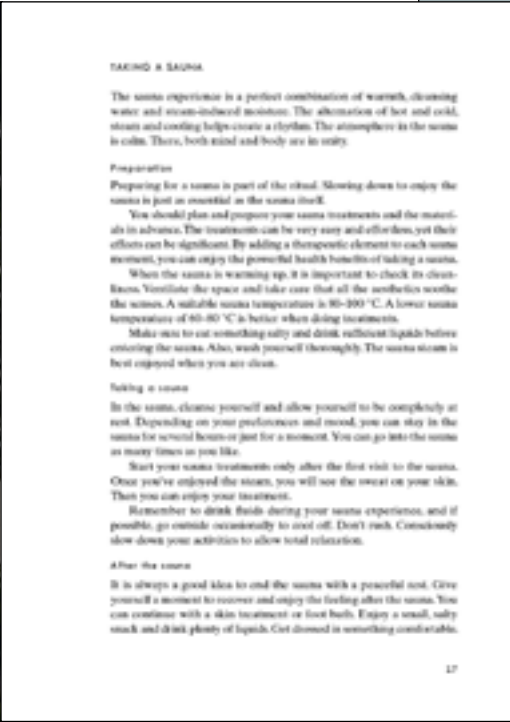 TAKING A SAUNA
The sauna experience is a perfect combination of warmth, cleansing
water and steam-induced moisture. The alternation of hot and cold,
steam and cooling helps create a rhythm. The atmosphere in the sauna
is calm. There, both mind and body are in unity.
Preparation
Preparing for a sauna is part of the ritual. Slowing down to enjoy the
sauna is just as essential as the sauna itself.
You should plan and prepare your sauna treatments and the materi-
als in advance. The treatments can be very easy and effortless, yet their
effects can be significant. By adding a therapeutic element to each sauna
moment, you can enjoy the powerful health benefits of taking a sauna.
When the sauna is warming up, it is important to check its clean-
liness. Ventilate the space and take care that all the aesthetics soothe
the senses. A suitable sauna temperature is 80–100 °C. A lower sauna
temperature of 60–80 °C is better when doing treatments.
Make sure to eat something salty and drink sufficient liquids before
entering the sauna. Also, wash yourself thoroughly. The sauna steam is
best enjoyed when you are clean.
Taking a sauna
In the sauna, cleanse yourself and allow yourself to be completely at
rest. Depending on your preferences and mood, you can stay in the
sauna for several hours or just for a moment. You can go into the sauna
as many times as you like.
Start your sauna treatments only after the first visit to the sauna.
Once you've enjoyed the steam, you will see the sweat on your skin.
Then you can enjoy your treatment.
Remember to drink fluids during your sauna experience, and if
possible, go outside occasionally to cool off. Don't rush. Consciously
slow down your activities to allow total relaxation.
After the sauna
It is always a good idea to end the sauna with a peaceful rest. Give
yourself a moment to recover and enjoy the feeling after the sauna. You
can continue with a skin treatment or foot bath. Enjoy a small, salty
snack and drink plenty of liquids. Get dressed in something comfortable.
17